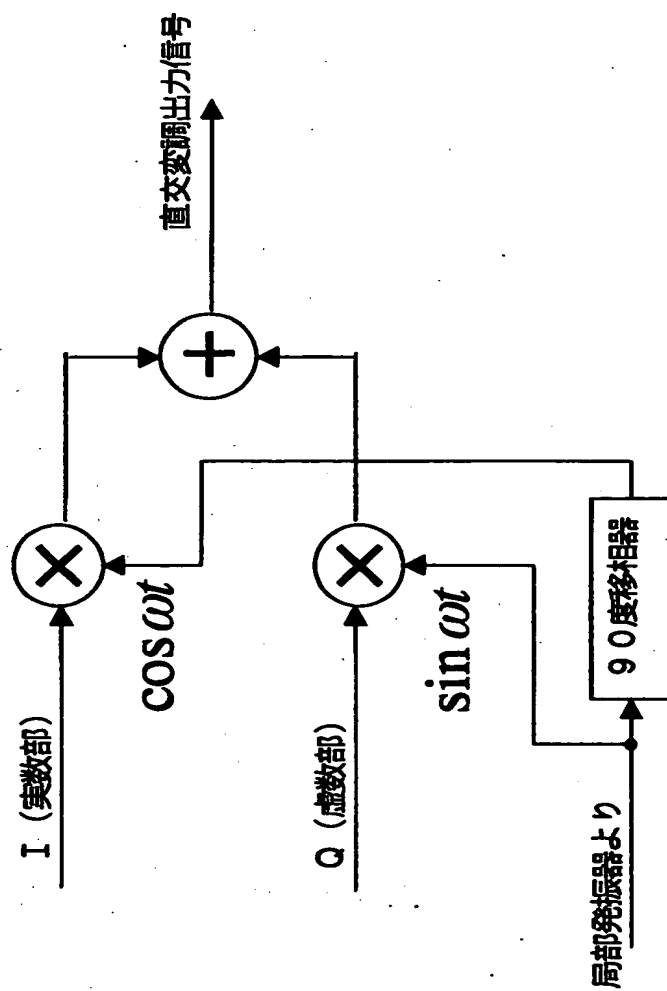 I（実数部）
cos ωt
直交変調出力信号
Q（虚数部）
sin ωt
局部発振器より
９０度移相器